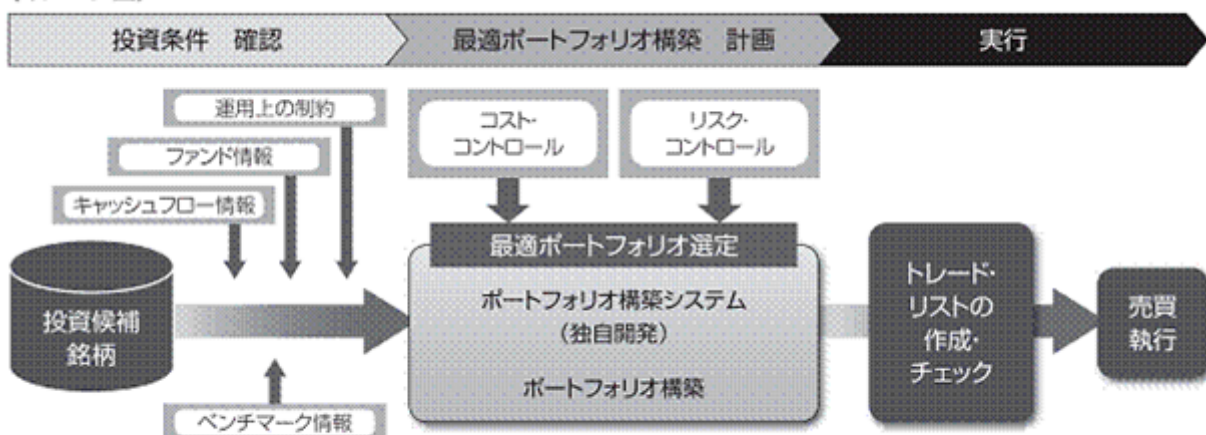 投資条件 確認
最適ポートフォリオ構築 計画
実行
運用上の制約
ファンド情報
キャッシュフロー情報
コスト・
コントロール
リスク・
コントロール
投資候補
銘柄
ベンチマーク情報
最適ポートフォリオ選定
ポートフォリオ構築システム
(独自開発)
ポートフォリオ構築
トレード・
リストの
作成・
チェック
売買
執行